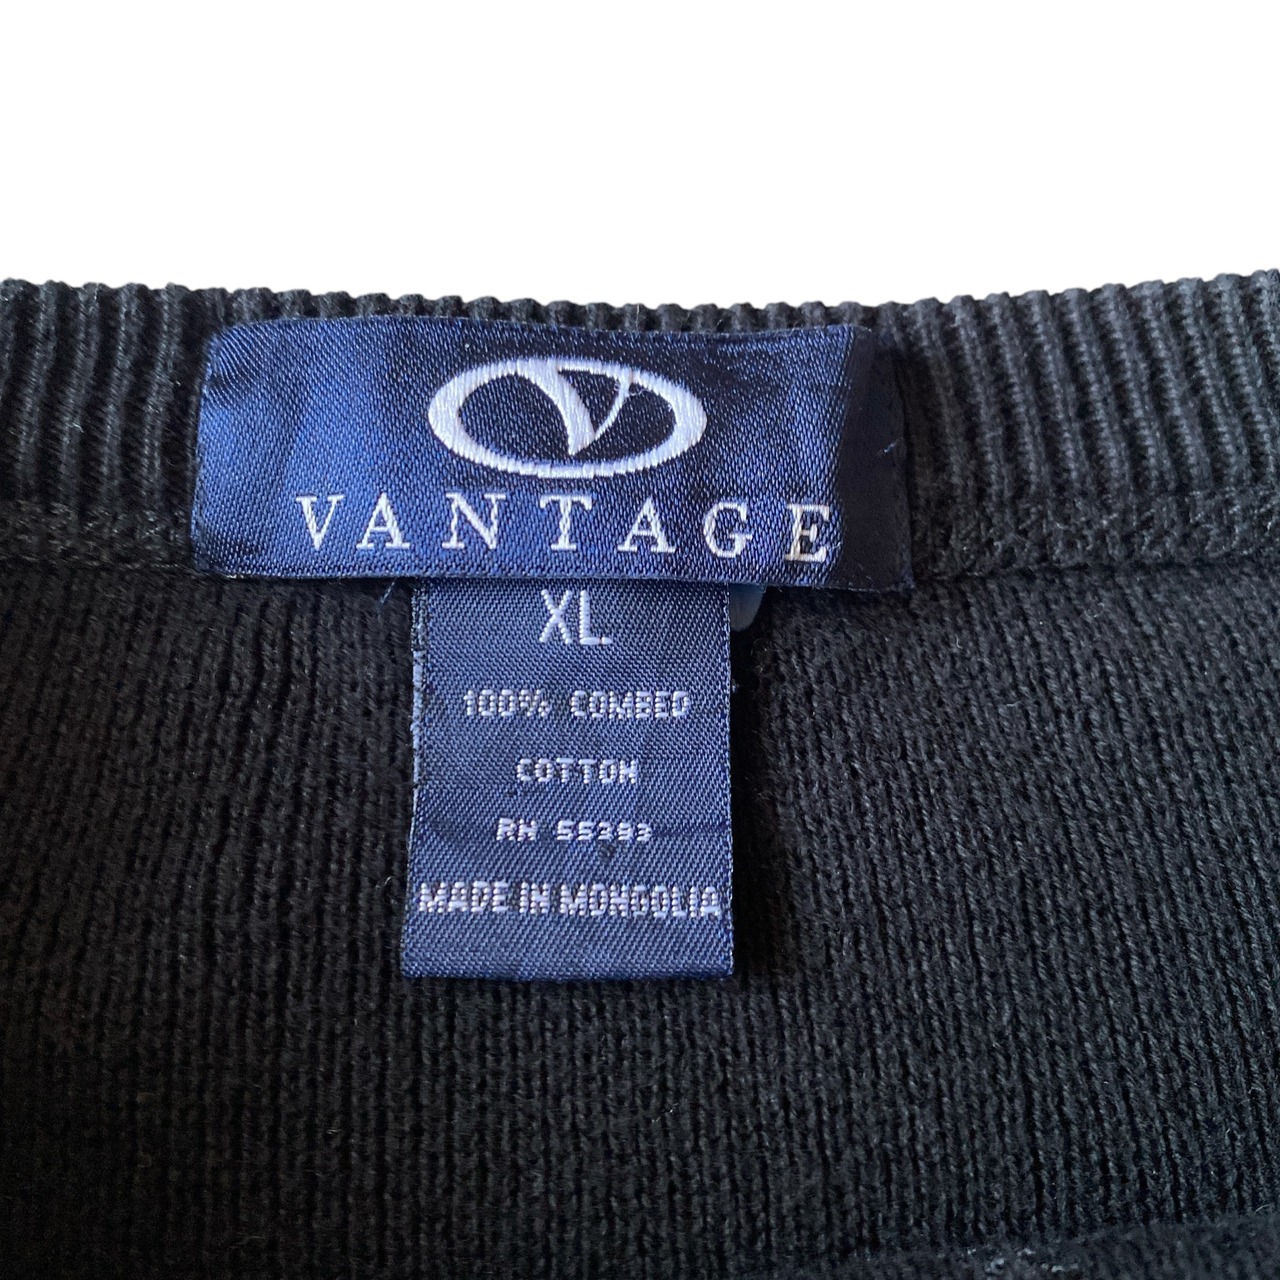 VANTAGE
XL
100% COMBED
COTTON
RN 55393
MADE IN MONGOLIA